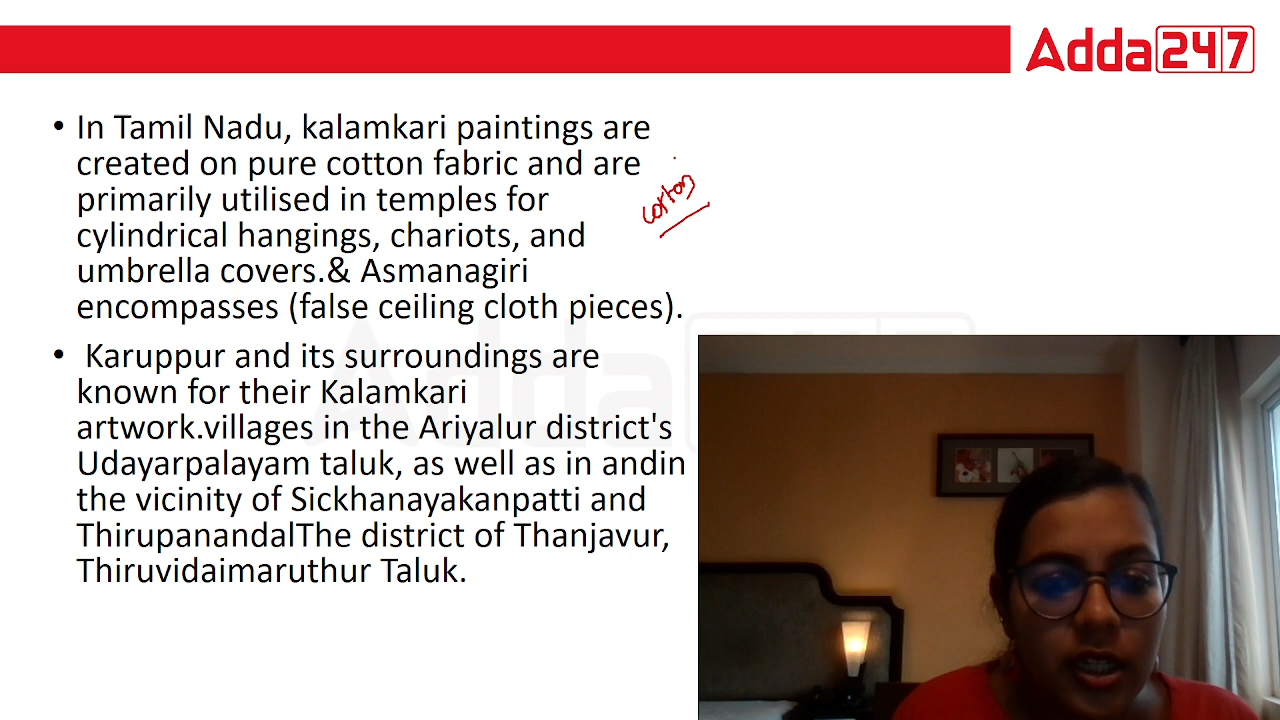 Adda247
• In Tamil Nadu, kalamkari paintings are
created on pure cotton fabric and are
primarily utilised in temples for
cylindrical hangings, chariots, and
umbrella covers.& Asmanagiri
encompasses (false ceiling cloth pieces).
cotton
• Karuppur and its surroundings are
known for their Kalamkari
artwork.villages in the Ariyalur district's
Udayarpalayam taluk, as well as in andin
the vicinity of Sickhanayakanpatti and
ThirupanandalThe district of Thanjavur,
Thiruvidaimaruthur Taluk.
Adda247